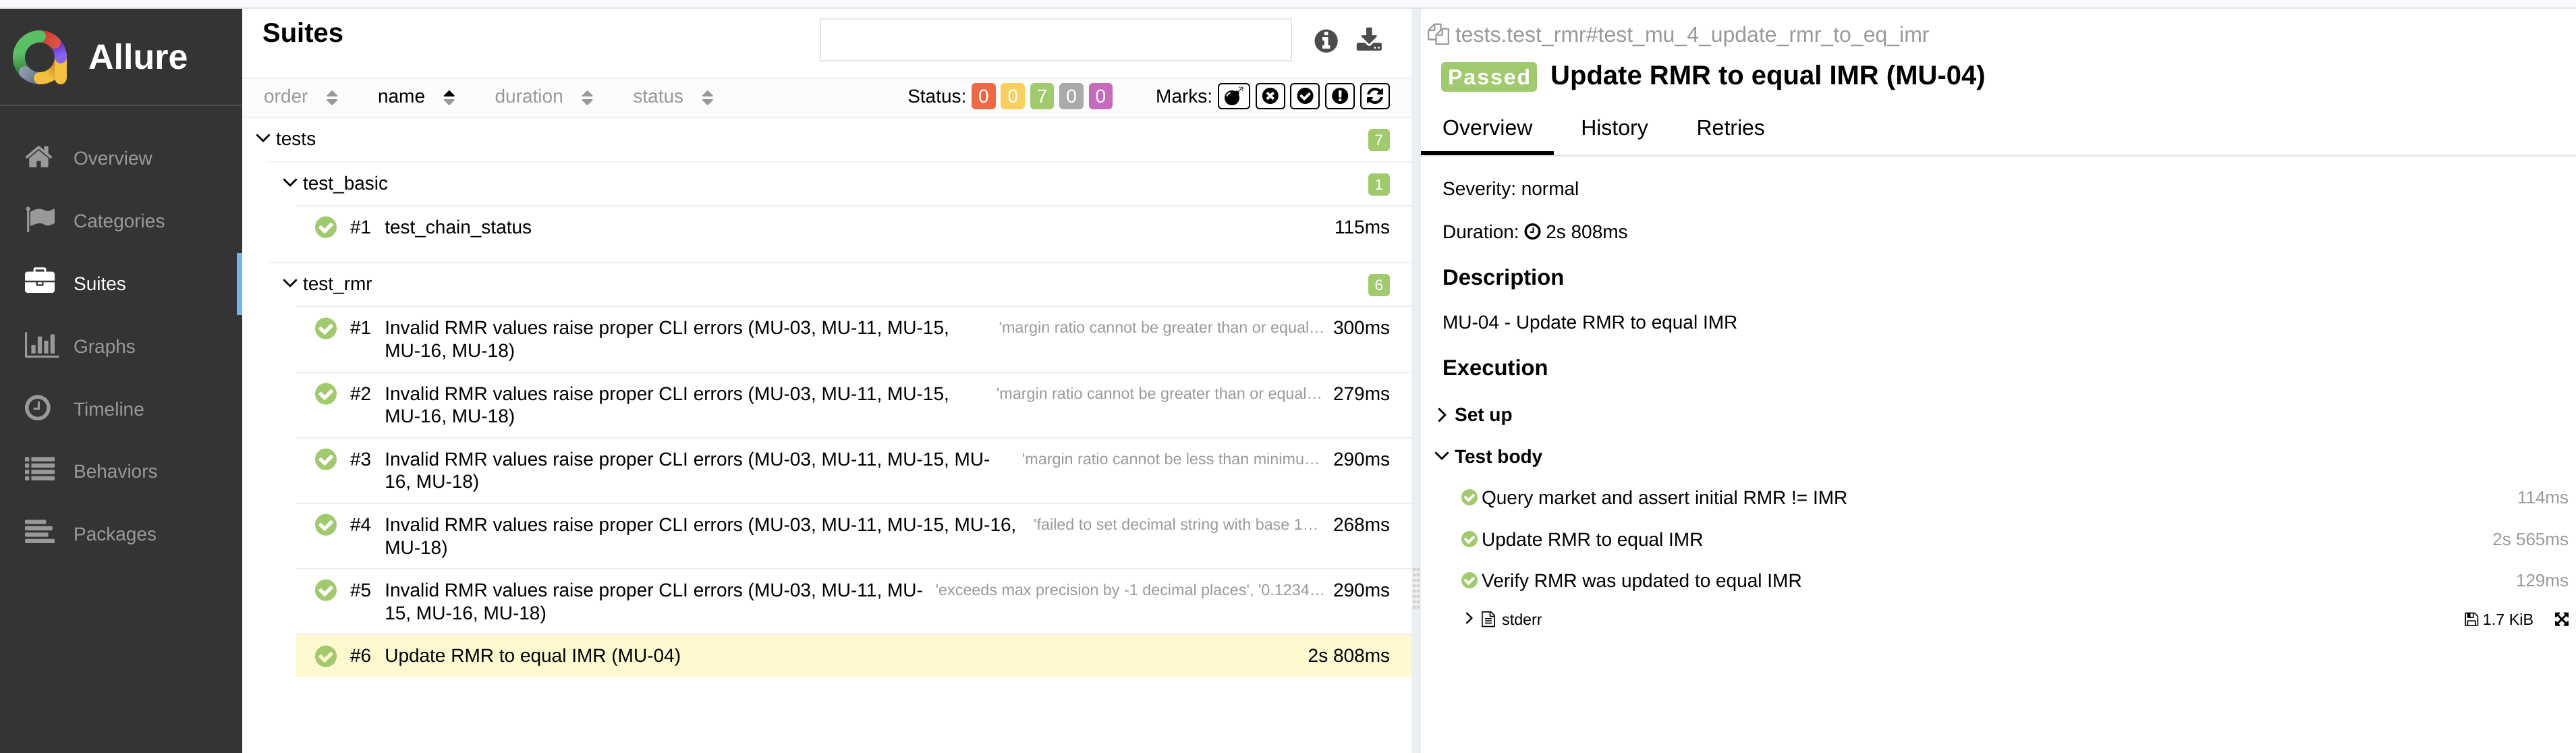 Allure
Overview
Categories
Suites
Graphs
Timeline
Behaviors
Packages
Suites
order name duration status Status: 0 0 7 0 0 Marks:
tests 7
test_basic 1
#1 test_chain_status 115ms
test_rmr 6
#1 Invalid RMR values raise proper CLI errors (MU-03, MU-11, MU-15, 'margin ratio cannot be greater than or equal… 300ms
MU-16, MU-18)
#2 Invalid RMR values raise proper CLI errors (MU-03, MU-11, MU-15, 'margin ratio cannot be greater than or equal… 279ms
MU-16, MU-18)
#3 Invalid RMR values raise proper CLI errors (MU-03, MU-11, MU-15, MU- 'margin ratio cannot be less than minimu… 290ms
16, MU-18)
#4 Invalid RMR values raise proper CLI errors (MU-03, MU-11, MU-15, MU-16, 'failed to set decimal string with base 1… 268ms
MU-18)
#5 Invalid RMR values raise proper CLI errors (MU-03, MU-11, MU- 'exceeds max precision by -1 decimal places', '0.1234… 290ms
15, MU-16, MU-18)
#6 Update RMR to equal IMR (MU-04) 2s 808ms
tests.test_rmr#test_mu_4_update_rmr_to_eq_imr
Passed Update RMR to equal IMR (MU-04)
Overview History Retries
Severity: normal
Duration: 2s 808ms
Description
MU-04 - Update RMR to equal IMR
Execution
Set up
Test body
Query market and assert initial RMR != IMR 114ms
Update RMR to equal IMR 2s 565ms
Verify RMR was updated to equal IMR 129ms
stderr 1.7 KiB